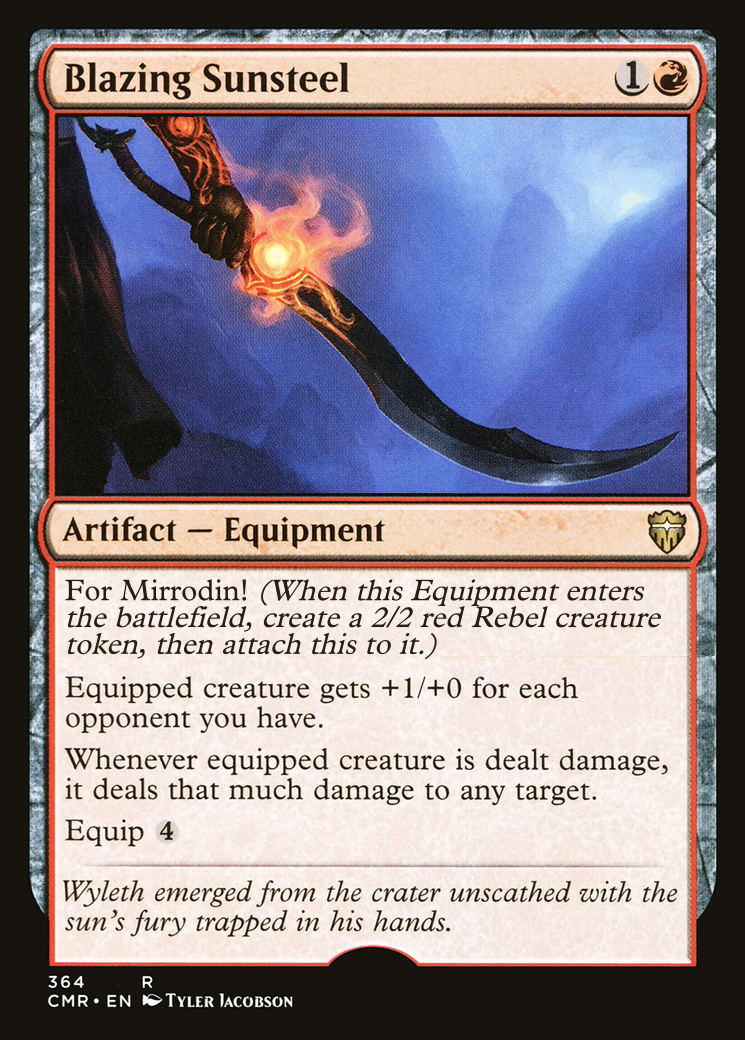 Blazing Sunsteel 1
Artifact — Equipment
For Mirrodin! (When this Equipment enters
the battlefield, create a 2/2 red Rebel creature
token, then attach this to it.)
Equipped creature gets +1/+0 for each
opponent you have.
Whenever equipped creature is dealt damage,
it deals that much damage to any target.
Equip 4
Wyleth emerged from the crater unscathed with the
sun's fury trapped in his hands.
364 R
CMR • EN Tyler Jacobson